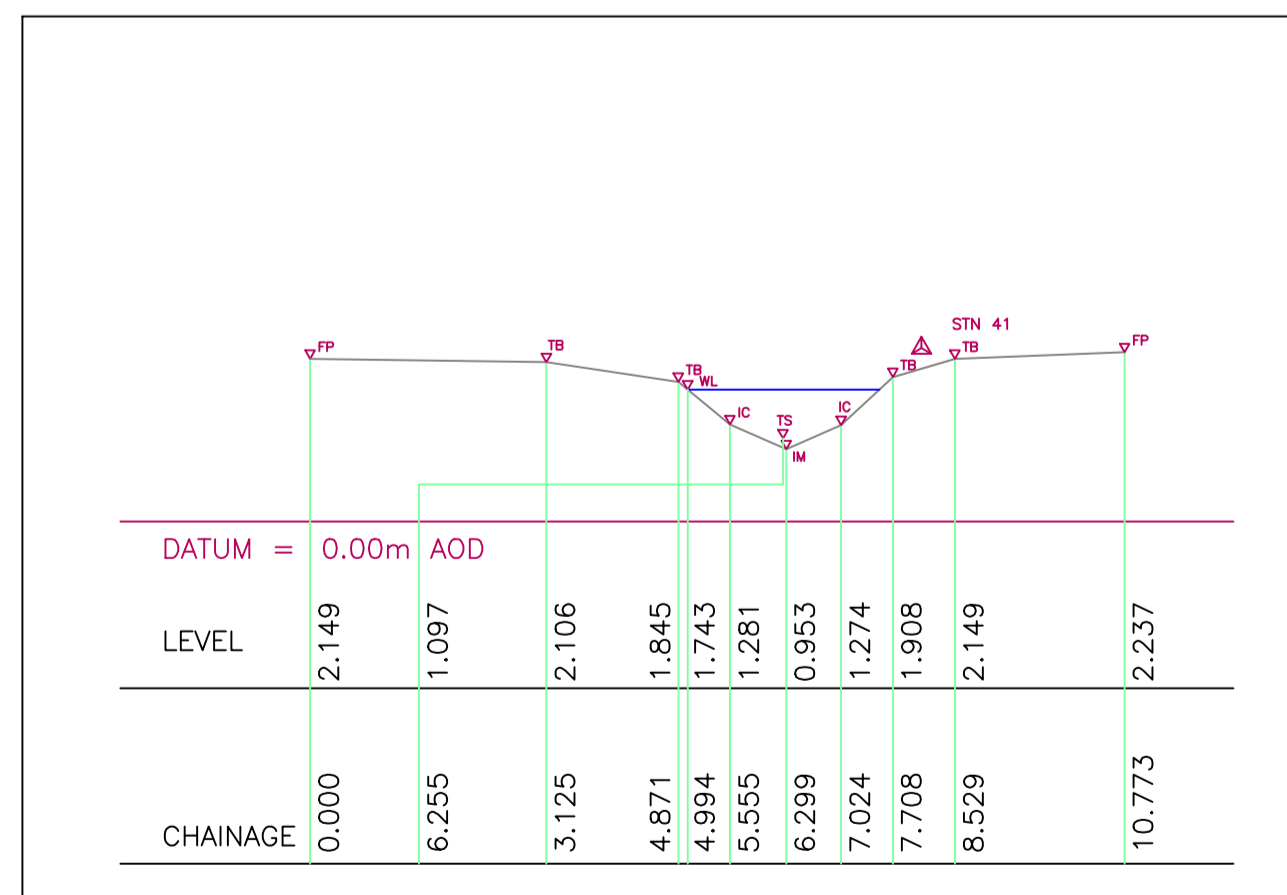 STN 41
FP
TB
TB
WL
IC
TS
IM
IC
TB
TB
FP
DATUM = 0.00m AOD
LEVEL 2.149 1.097 2.106 1.845 1.743 1.281 0.953 1.274 1.908 2.149 2.237
CHAINAGE 0.000 6.255 3.125 4.871 4.994 5.555 6.299 7.024 7.708 8.529 10.773